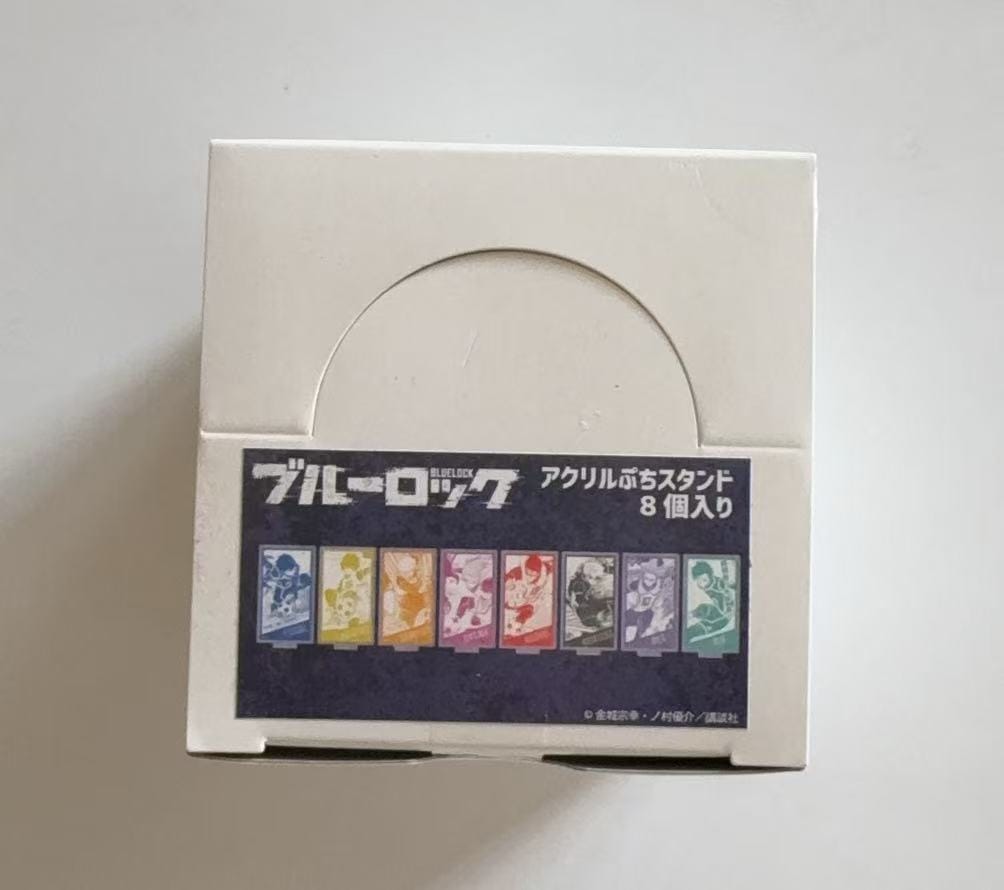 ブルーロック
BLUELOCK
アクリルぷちスタンド
8個入り
© 金城宗幸・ノ村優介/講談社